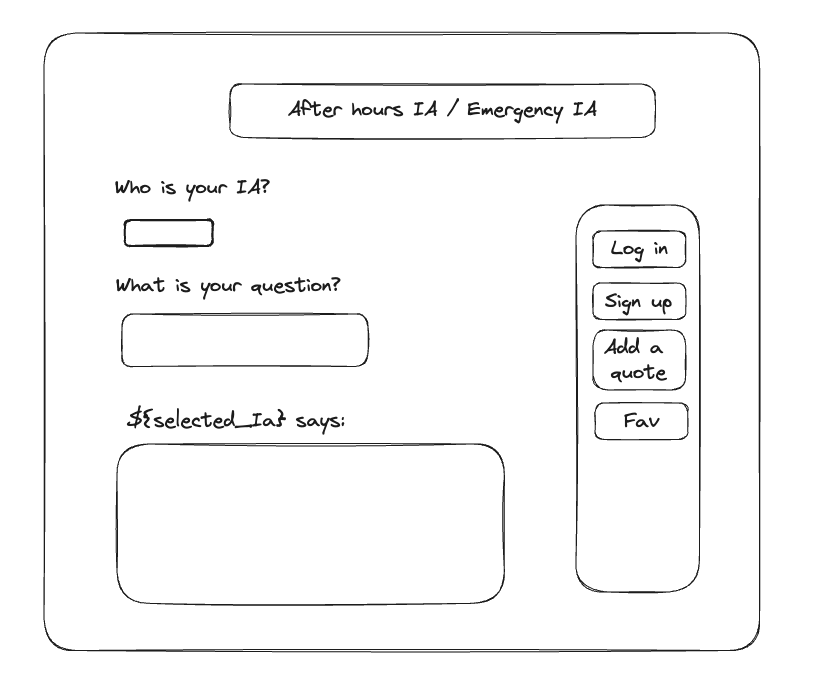 After hours IA / Emergency IA
Who is your IA?
What is your question?
${selected_Ia} says:
Log in
Sign up
Add a
quote
Fav